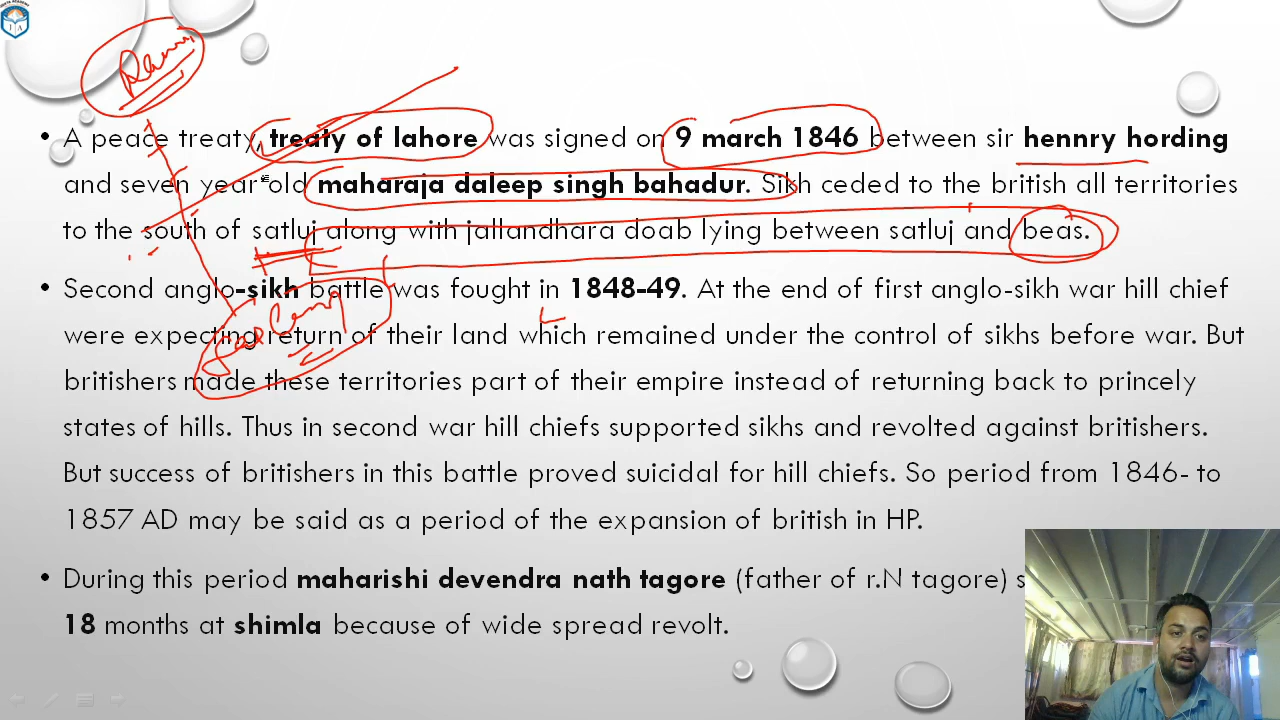 • A peace treaty, treaty of lahore was signed on 9 march 1846 between sir hennry hording
and seven year old maharaja daleep singh bahadur. Sikh ceded to the british all territories
to the south of satluj along with jallandhara doab lying between satluj and beas.
• Second anglo-sikh battle was fought in 1848-49. At the end of first anglo-sikh war hill chief
were expecting return of their land which remained under the control of sikhs before war. But
britishers made these territories part of their empire instead of returning back to princely
states of hills. Thus in second war hill chiefs supported sikhs and revolted against britishers.
But success of britishers in this battle proved suicidal for hill chiefs. So period from 1846- to
1857 AD may be said as a period of the expansion of british in HP.
• During this period maharishi devendra nath tagore (father of r.N tagore) s
18 months at shimla because of wide spread revolt.